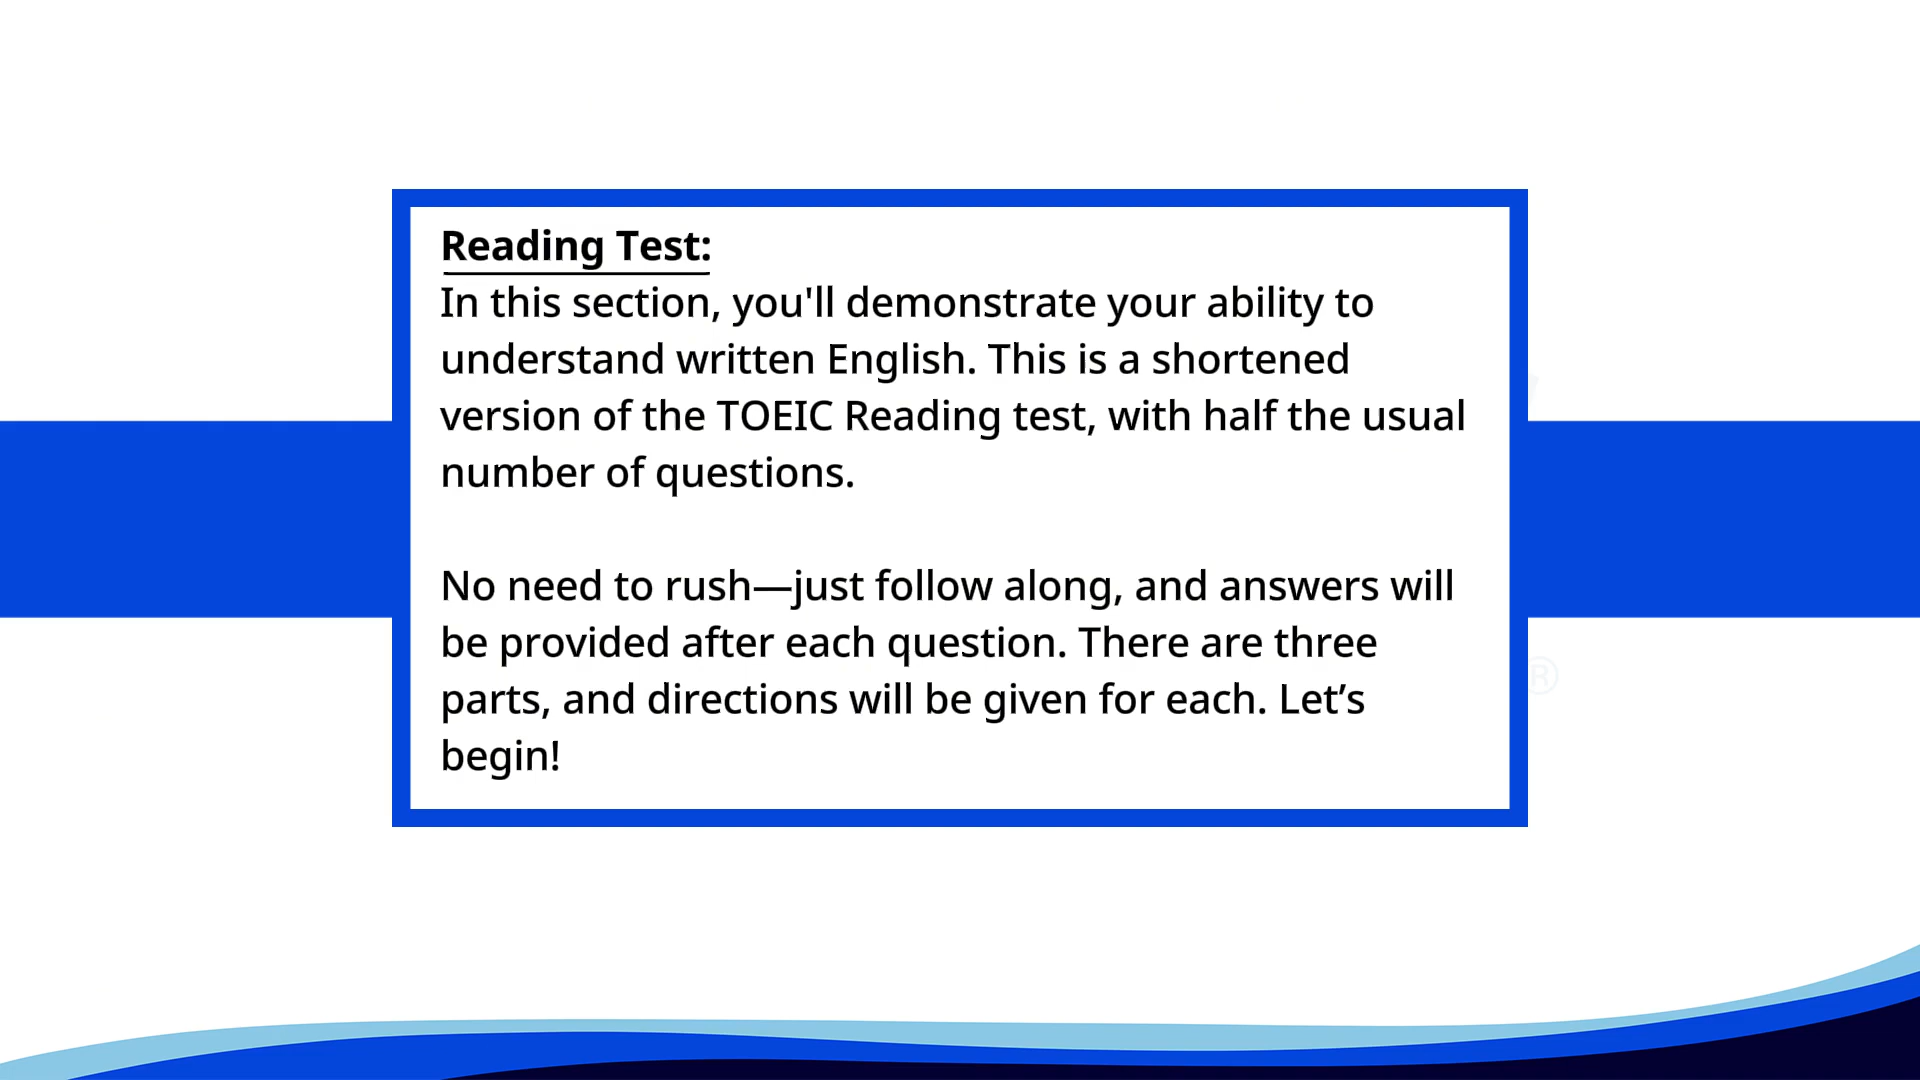 Reading Test:
In this section, you'll demonstrate your ability to
understand written English. This is a shortened
version of the TOEIC Reading test, with half the usual
number of questions.
No need to rush—just follow along, and answers will
be provided after each question. There are three
parts, and directions will be given for each. Let’s
begin!
®